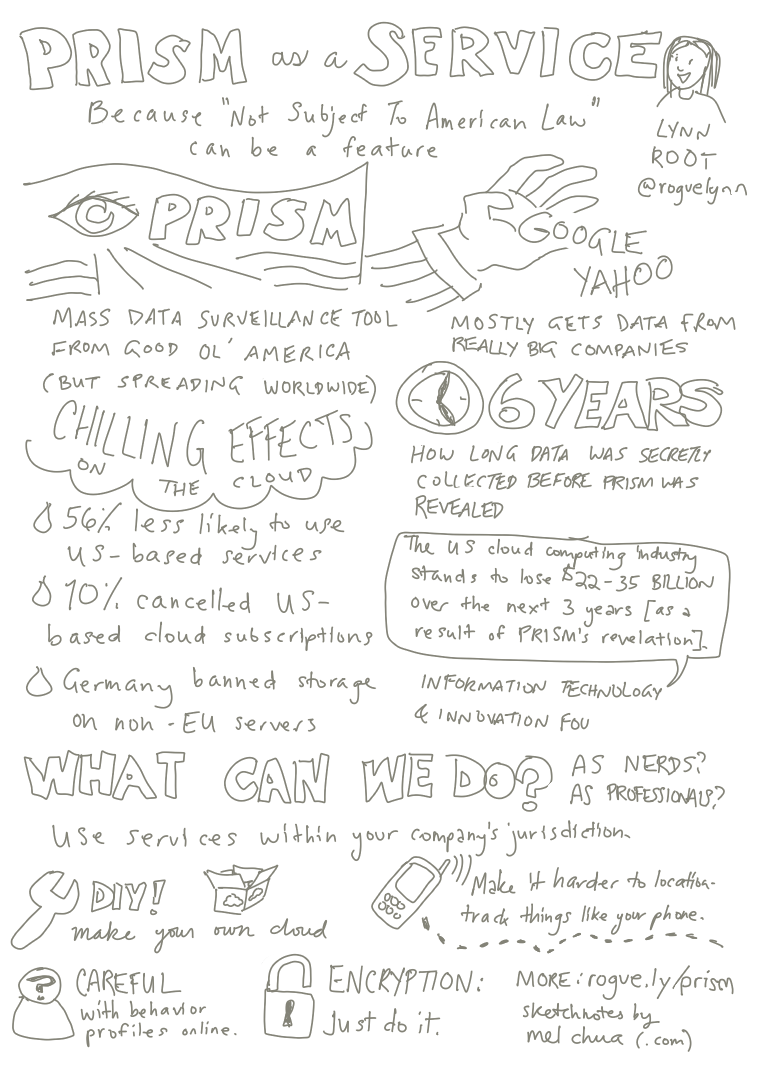 PRISM as a SERVICE
Because "Not Subject To American Law"
can be a feature
LYNN
ROOT
@roguelynn
PRISM
MASS DATA SURVEILLANCE TOOL
FROM GOOD OL' AMERICA
(BUT SPREADING WORLDWIDE)
GOOGLE
YAHOO
MOSTLY GETS DATA FROM
REALLY BIG COMPANIES
6 YEARS
HOW LONG DATA WAS SECRETLY
COLLECTED BEFORE PRISM WAS
REVEALED
CHILLING EFFECTS
ON THE CLOUD
56% less likely to use
US-based services
10% cancelled US-
based cloud subscriptions
Germany banned storage
on non-EU servers
The US cloud computing industry
stands to lose $22-35 BILLION
over the next 3 years [as a
result of PRISM's revelation].
INFORMATION TECHNOLOGY
& INNOVATION FOU
WHAT CAN WE DO?
AS NERDS?
AS PROFESSIONALS?
Use services within your company's jurisdiction.
DIY!
make your own cloud
Make it harder to location-
track things like your phone.
?
CAREFUL
with behavior
profiles online.
ENCRYPTION:
Just do it.
MORE: rogue.ly/prism
sketchnotes by
mel chua (.com)